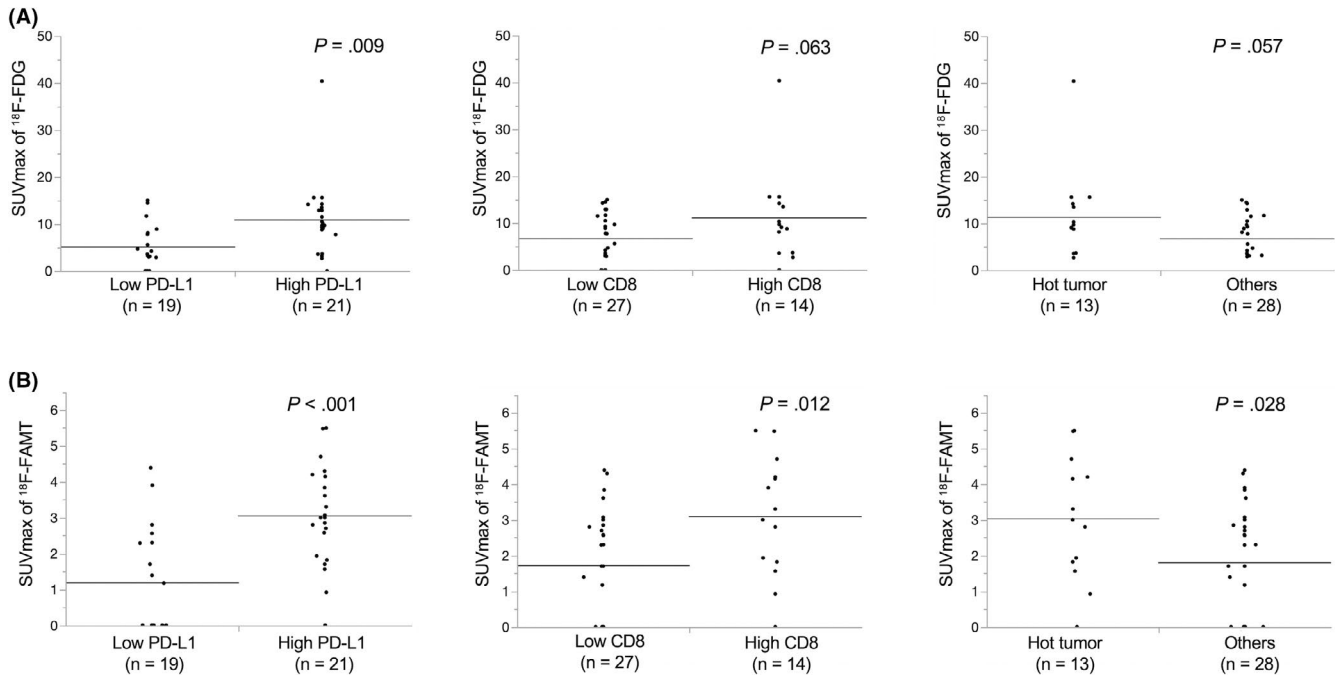 (A)
SUVmax of ¹⁸F-FDG
50
40
30
20
10
0
P = .009
Low PD-L1
(n = 19)
High PD-L1
(n = 21)
SUVmax of ¹⁸F-FDG
50
40
30
20
10
0
P = .063
Low CD8
(n = 27)
High CD8
(n = 14)
SUVmax of ¹⁸F-FDG
50
40
30
20
10
0
P = .057
Hot tumor
(n = 13)
Others
(n = 28)
(B)
SUVmax of ¹⁸F-FAMT
6
5
4
3
2
1
0
P < .001
Low PD-L1
(n = 19)
High PD-L1
(n = 21)
SUVmax of ¹⁸F-FAMT
6
5
4
3
2
1
0
P = .012
Low CD8
(n = 27)
High CD8
(n = 14)
SUVmax of ¹⁸F-FAMT
6
5
4
3
2
1
0
P = .028
Hot tumor
(n = 13)
Others
(n = 28)